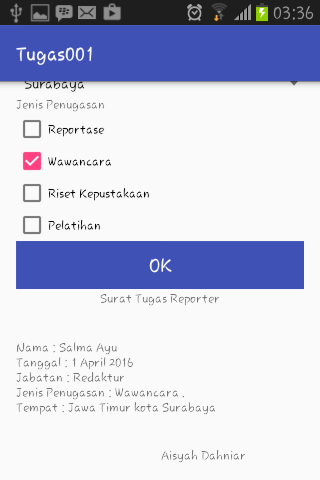 03:36
Tugas001
Surabaya
Jenis Penugasan
Reportase
Wawancara
Riset Kepustakaan
Pelatihan
OK
Surat Tugas Reporter
Nama : Salma Ayu
Tanggal : 1 April 2016
Jabatan : Redaktur
Jenis Penugasan : Wawancara ,
Tempat : Jawa Timur kota Surabaya
Aisyah Dahniar